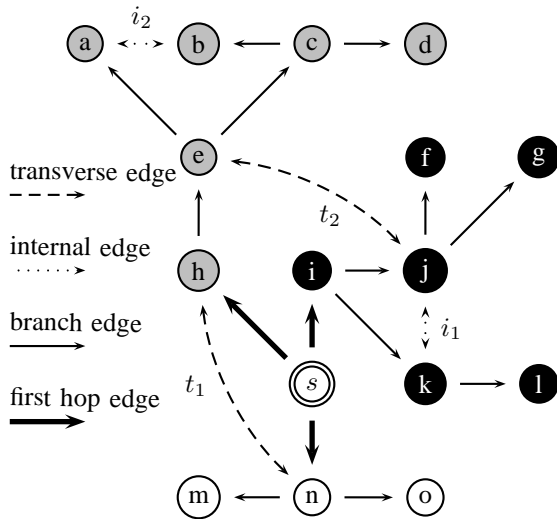 i₂
a b c d
e f g
transverse edge
t₂
internal edge
h i j
branch edge
i₁
t₁
first hop edge
s k l
m n o